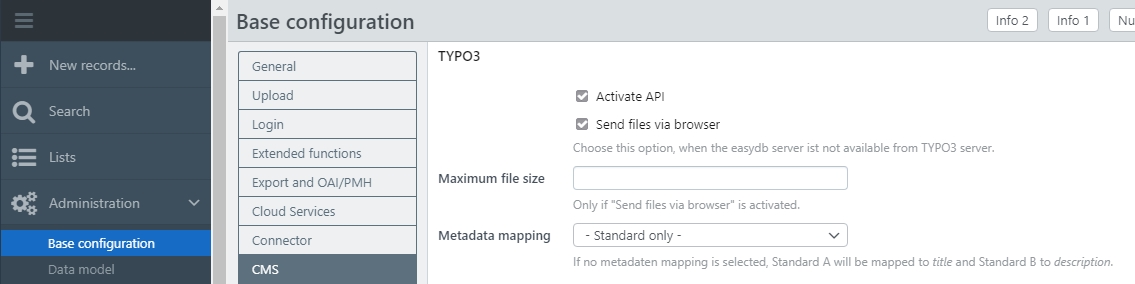 Base configuration
Info 2
Info 1
Nu
New records...
Search
Lists
Administration
Base configuration
Data model
General
Upload
Login
Extended functions
Export and OAI/PMH
Cloud Services
Connector
CMS
TYPO3
Activate API
Send files via browser
Choose this option, when the easydb server ist not available from TYPO3 server.
Maximum file size
Only if "Send files via browser" is activated.
Metadata mapping
- Standard only -
If no metadaten mapping is selected, Standard A will be mapped to title and Standard B to description.